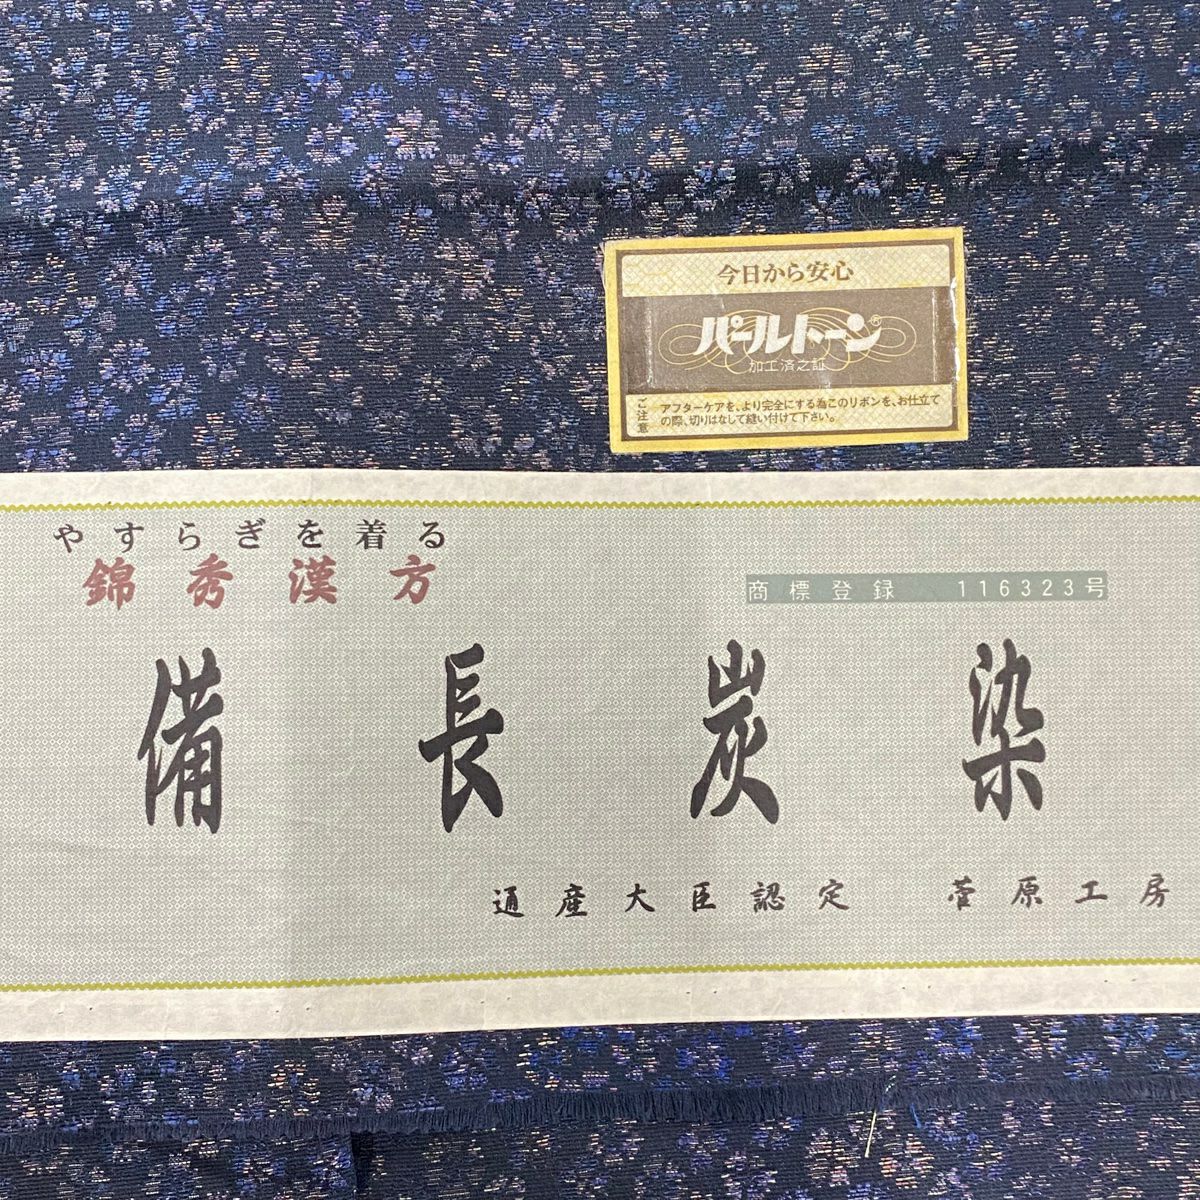 今日から安心
パールトーン®
加工済之証
ご注意
アフターケアを、より完全にする為このリボンを、お仕立て
の際、切りはなして縫い付けて下さい。
やすらぎを着る
錦秀漢方
商標登録 116323号
備長炭染
通産大臣認定 菅原工房